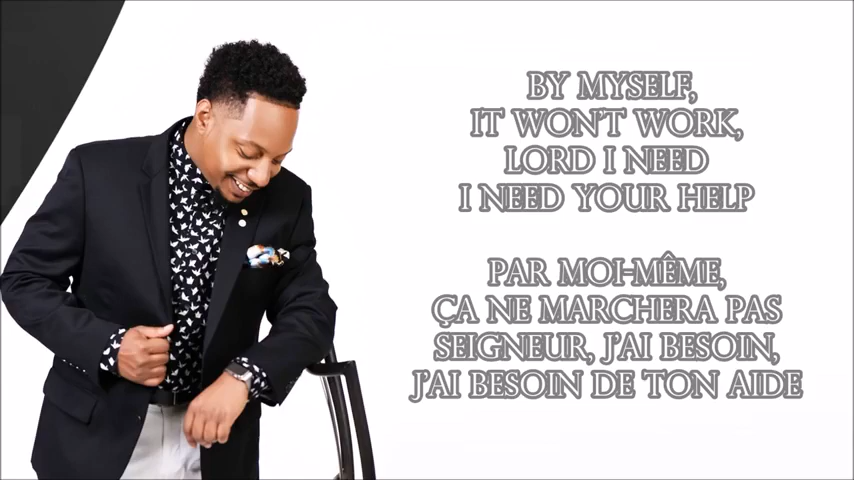 BY MYSELF,
IT WON'T WORK,
LORD I NEED
I NEED YOUR HELP
PAR MOI-MÊME,
ÇA NE MARCHERA PAS
SEIGNEUR, J'AI BESOIN,
J'AI BESOIN DE TON AIDE